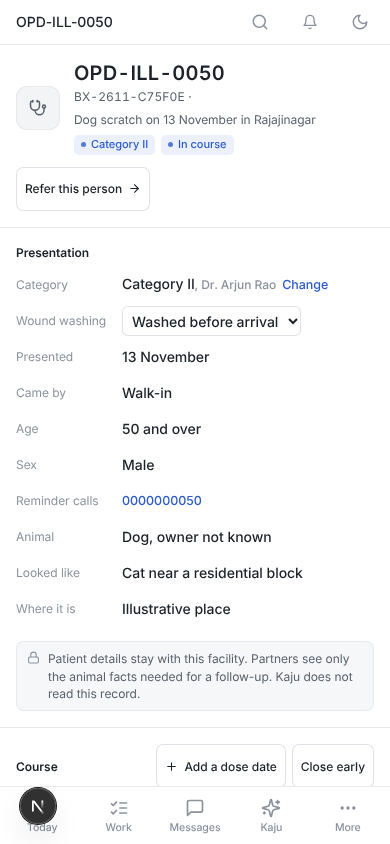 OPD-ILL-0050
OPD-ILL-0050
BX-2611-C75F0E ·
Dog scratch on 13 November in Rajajinagar
Category II
In course
Refer this person →
Presentation
Category
Category II, Dr. Arjun Rao Change
Wound washing
Washed before arrival
Presented
13 November
Came by
Walk-in
Age
50 and over
Sex
Male
Reminder calls
0000000050
Animal
Dog, owner not known
Looked like
Cat near a residential block
Where it is
Illustrative place
Patient details stay with this facility. Partners see only
the animal facts needed for a follow-up. Kaju does not
read this record.
Course
+ Add a dose date
Close early
N
Today
Work
Messages
Kaju
More